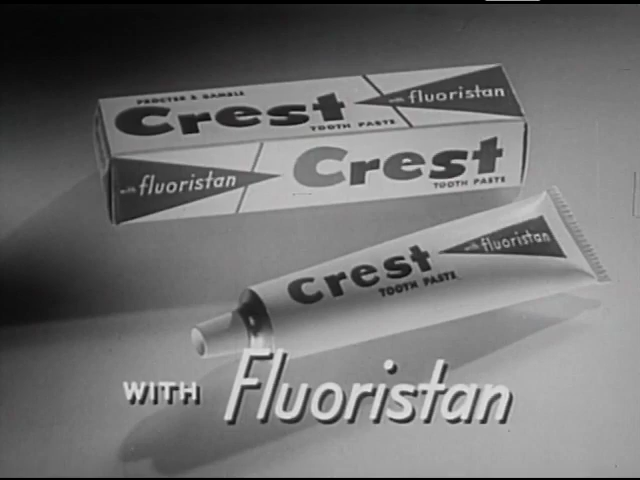 PROCTER & GAMBLE
Crest
TOOTH PASTE
with fluoristan
with fluoristan
Crest
TOOTH PASTE
Crest
TOOTH PASTE
with fluoristan
WITH Fluoristan